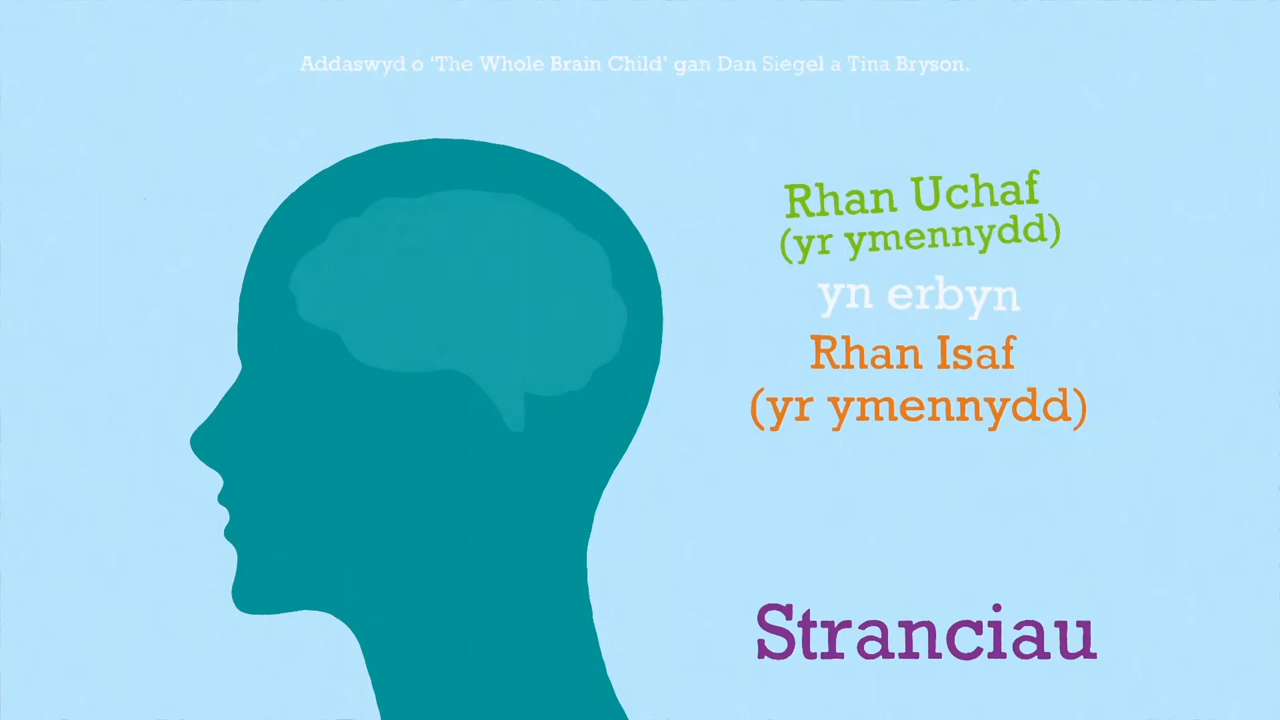 Addaswyd o 'The Whole Brain Child' gan Dan Siegel a Tina Bryson.
Rhan Uchaf
(yr ymennydd)
yn erbyn
Rhan Isaf
(yr ymennydd)
Stranciau